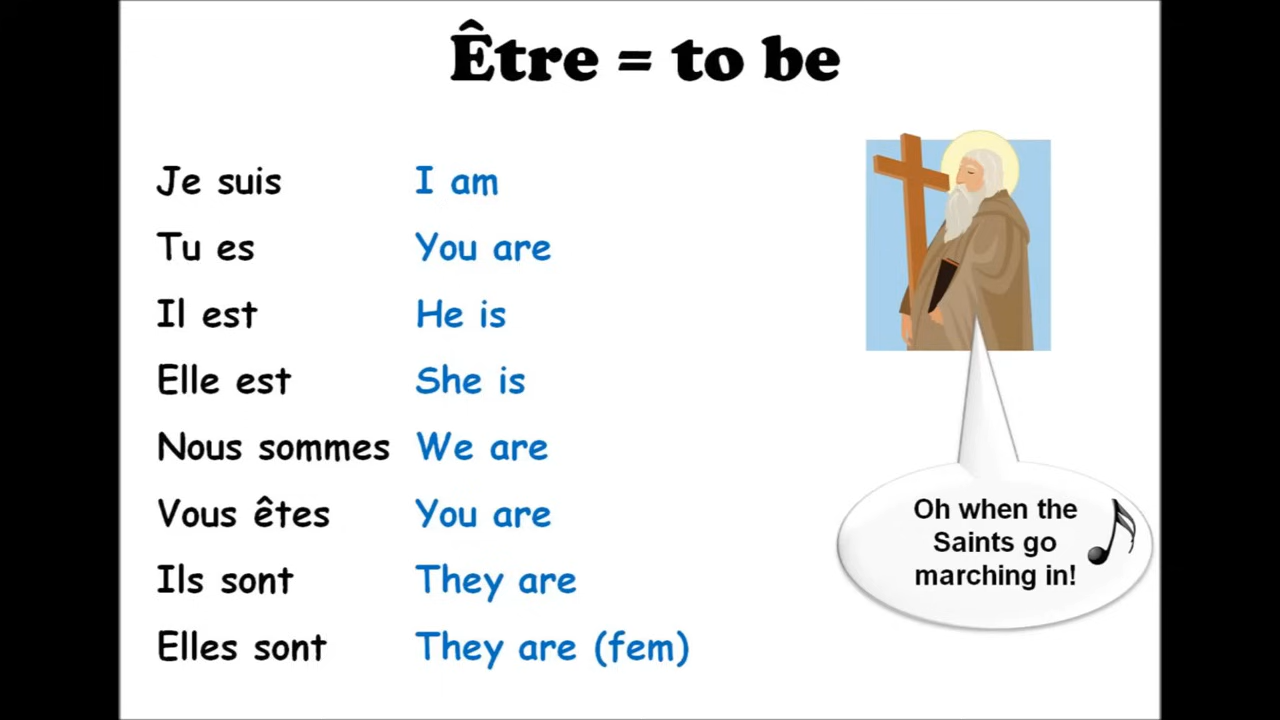 Être = to be
Je suis I am
Tu es You are
Il est He is
Elle est She is
Nous sommes We are
Vous êtes You are
Ils sont They are
Elles sont They are (fem)
Oh when the
Saints go
marching in!